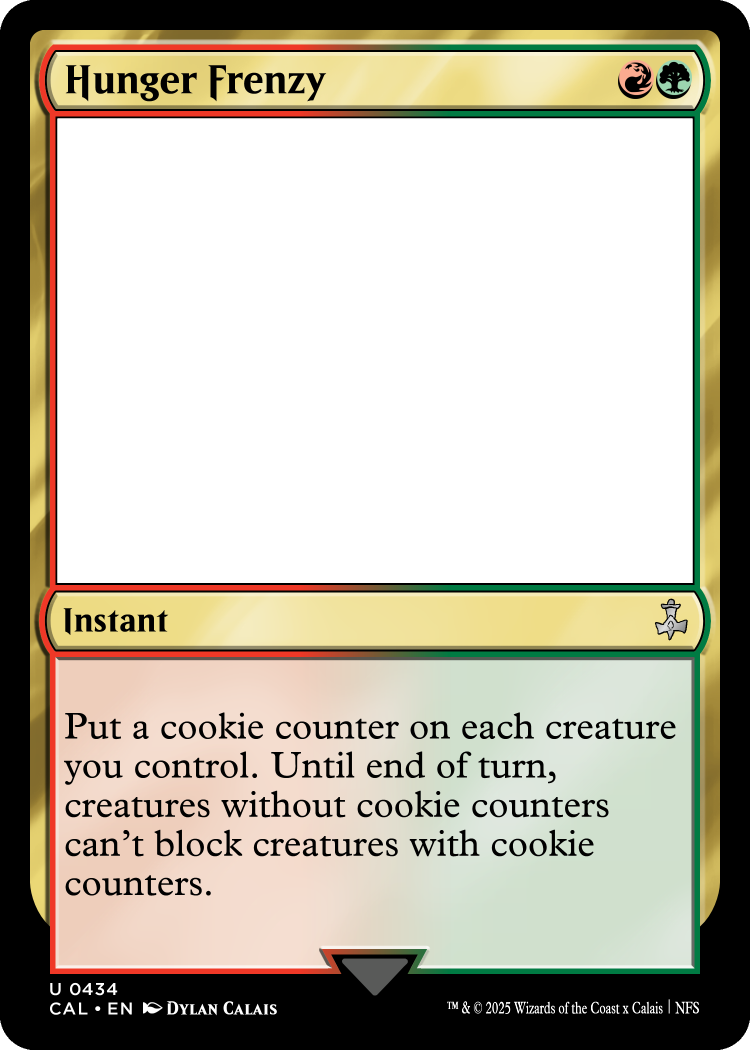 Hunger Frenzy
Instant
Put a cookie counter on each creature
you control. Until end of turn,
creatures without cookie counters
can’t block creatures with cookie
counters.
U 0434
CAL • EN DYLAN CALAIS
™ & © 2025 Wizards of the Coast x Calais | NFS